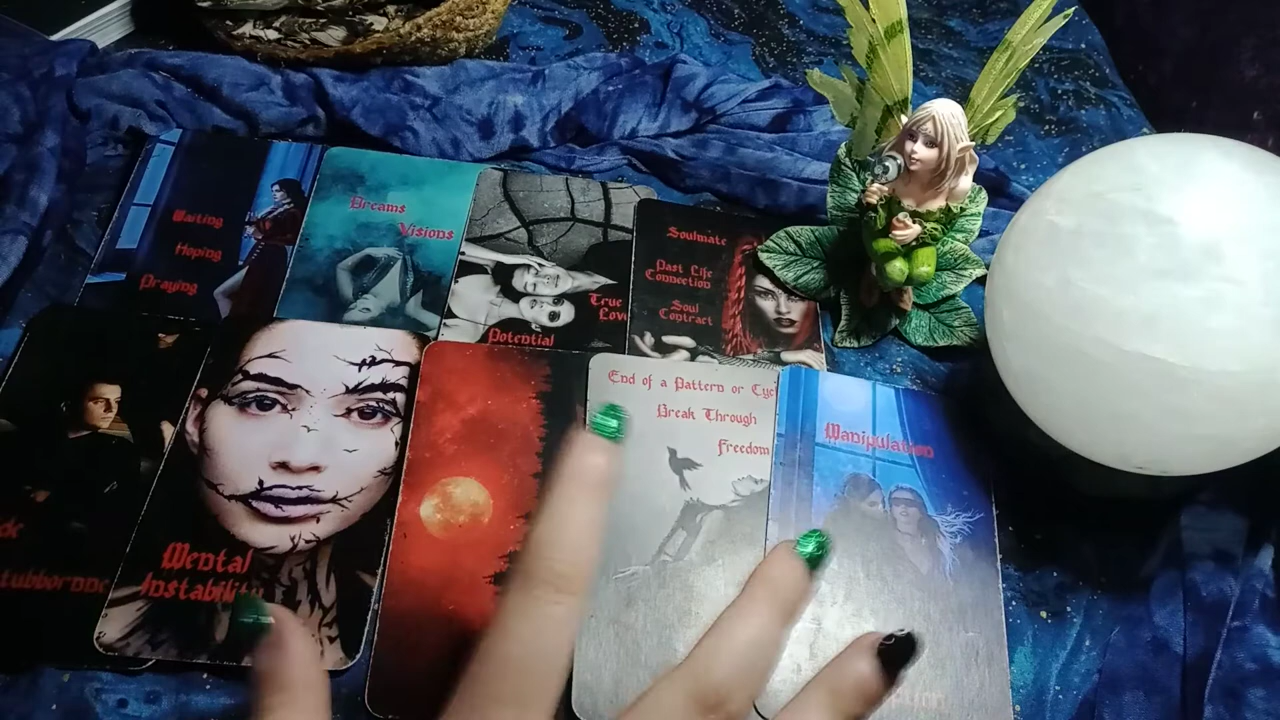 Waiting
Hoping
Praying
Dreams
Visions
True
Love
Potential
Soulmate
Past Life
Connection
Soul
Contract
Mental
Instability
End of a Pattern or Cyc
Break Through
Freedom
Manipulation